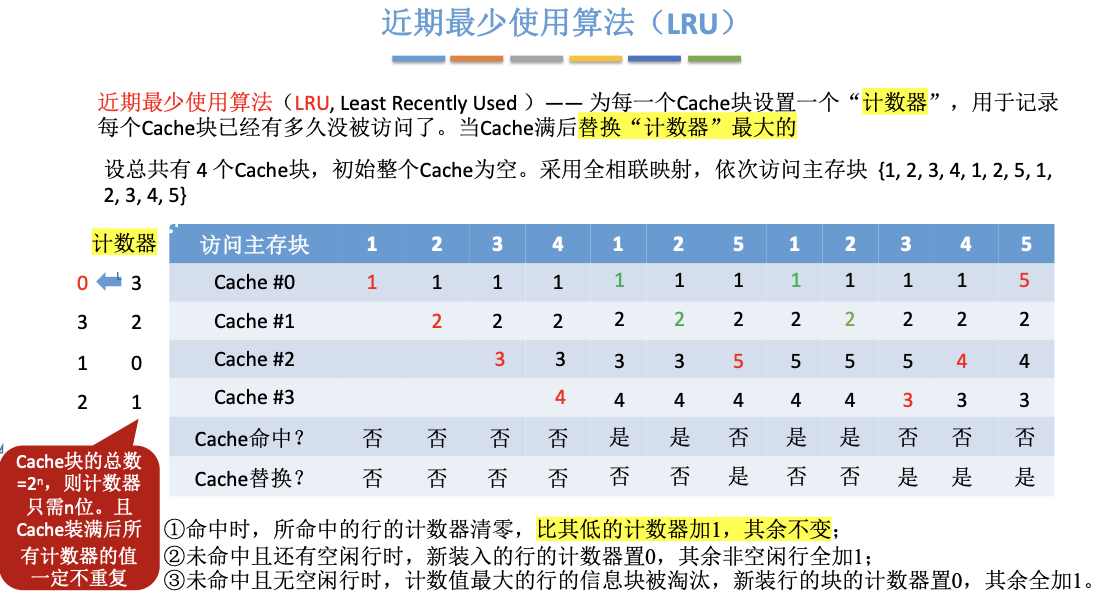 近期最少使用算法（LRU）
近期最少使用算法（LRU, Least Recently Used ）—— 为每一个Cache块设置一个“计数器”，用于记录
每个Cache块已经有多久没被访问了。当Cache满后替换“计数器”最大的
设总共有 4 个Cache块，初始整个Cache为空。采用全相联映射，依次访问主存块 {1, 2, 3, 4, 1, 2, 5, 1,
2, 3, 4, 5}
计数器 访问主存块 1 2 3 4 1 2 5 1 2 3 4 5
0 3 Cache #0 1 1 1 1 1 1 1 1 1 1 1 5
3 2 Cache #1 2 2 2 2 2 2 2 2 2 2 2
1 0 Cache #2 3 3 3 3 5 5 5 5 4 4
2 1 Cache #3 4 4 4 4 4 4 3 3 3
Cache命中？ 否 否 否 否 是 是 否 是 是 否 否 否
Cache替换？ 否 否 否 否 否 否 是 否 否 是 是 是
Cache块的总数
=2ⁿ，则计数器
只需n位。且
Cache装满后所
有计数器的值
一定不重复
①命中时，所命中的行的计数器清零，比其低的计数器加1，其余不变；
②未命中且还有空闲行时，新装入的行的计数器置0，其余非空闲行全加1；
③未命中且无空闲行时，计数值最大的行的信息块被淘汰，新装行的块的计数器置0，其余全加1。